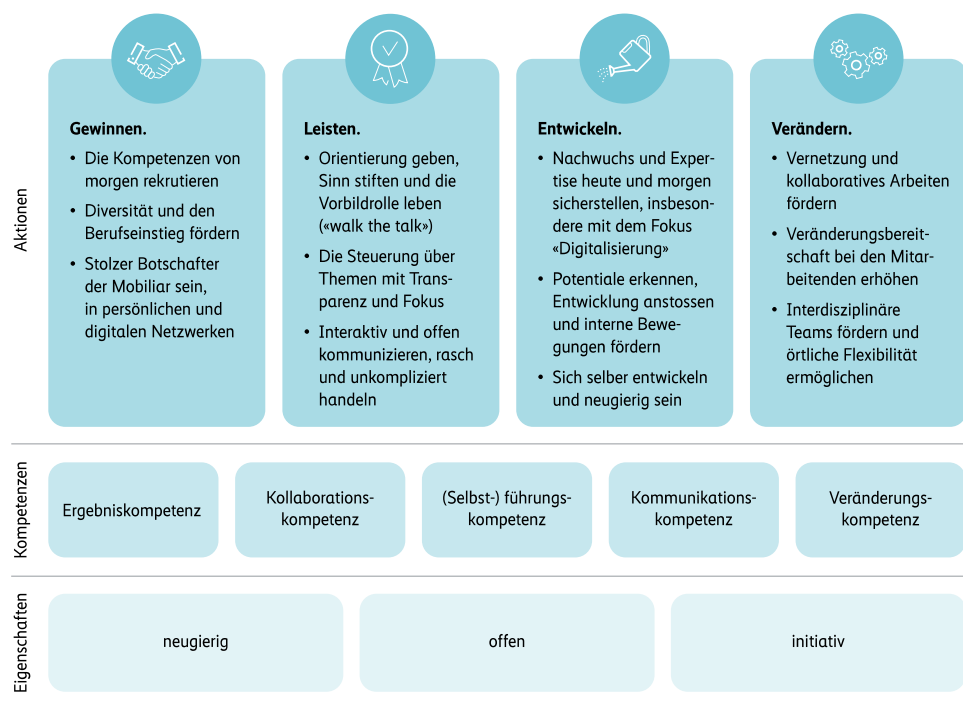 Aktionen
Gewinnen.
• Die Kompetenzen von
morgen rekrutieren
• Diversität und den
Berufseinstieg fördern
• Stolzer Botschafter
der Mobiliar sein,
in persönlichen und
digitalen Netzwerken
Leisten.
• Orientierung geben,
Sinn stiften und die
Vorbildrolle leben
(«walk the talk»)
• Die Steuerung über
Themen mit Trans-
parenz und Fokus
• Interaktiv und offen
kommunizieren, rasch
und unkompliziert
handeln
Entwickeln.
• Nachwuchs und Exper-
tise heute und morgen
sicherstellen, insbeson-
dere mit dem Fokus
«Digitalisierung»
• Potentiale erkennen,
Entwicklung anstossen
und interne Bewe-
gungen fördern
• Sich selber entwickeln
und neugierig sein
Verändern.
• Vernetzung und
kollaboratives Arbeiten
fördern
• Veränderungsbereit-
schaft bei den Mitar-
beitenden erhöhen
• Interdisziplinäre
Teams fördern und
örtliche Flexibilität
ermöglichen
Kompetenzen
Ergebniskompetenz
Kollaborations-
kompetenz
(Selbst-) führungs-
kompetenz
Kommunikations-
kompetenz
Veränderungs-
kompetenz
Eigenschaften
neugierig
offen
initiativ